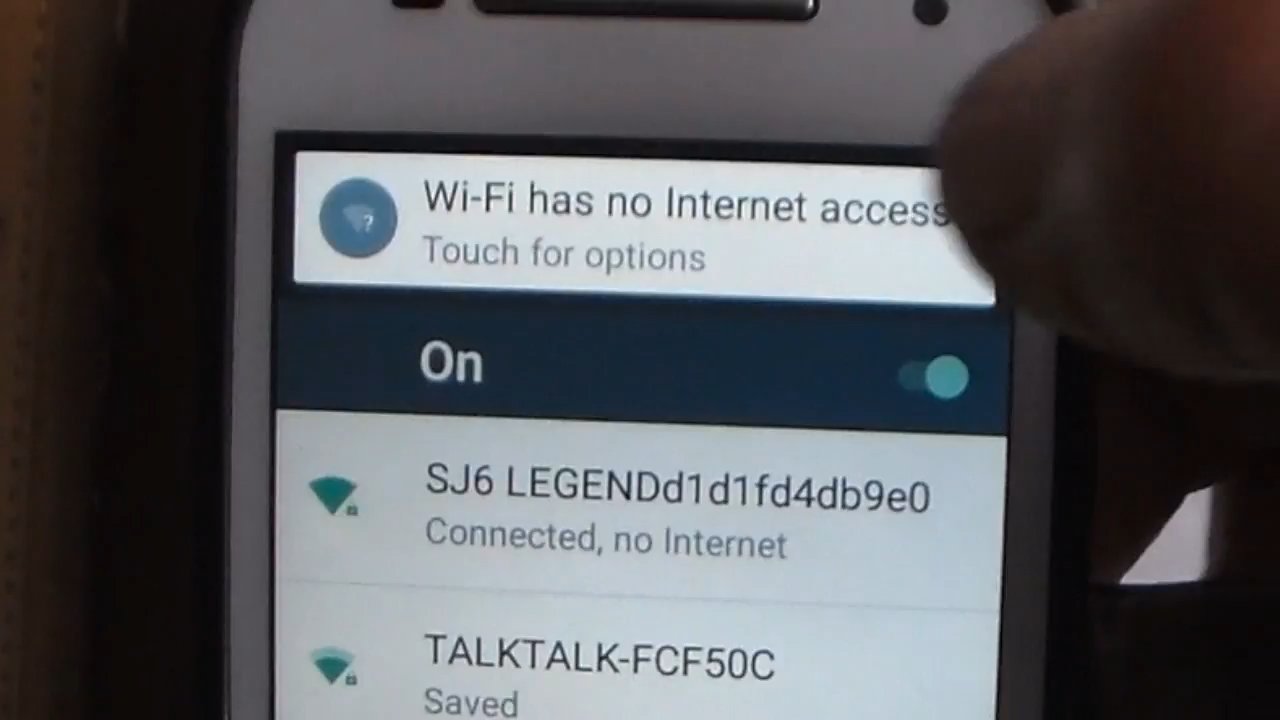 Wi-Fi has no Internet access
Touch for options
On
SJ6 LEGENDd1d1fd4db9e0
Connected, no Internet
TALKTALK-FCF50C
Saved